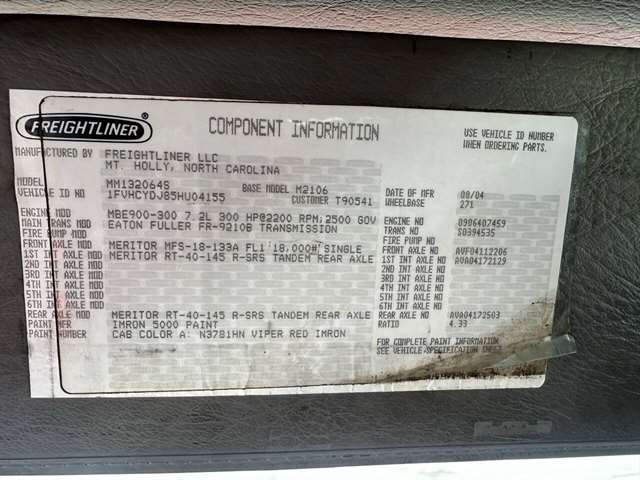 FREIGHTLINER®
COMPONENT INFORMATION
USE VEHICLE ID NUMBER
WHEN ORDERING PARTS.
MANUFACTURED BY FREIGHTLINER LLC
MT. HOLLY, NORTH CAROLINA
MODEL MM132064S BASE MODEL M2106 DATE OF MFR 08/04
VEHICLE ID NO 1FVHCYDJ85HU04155 CUSTOMER T90541 WHEELBASE 271
ENGINE MOD MBE900-300 7.2L 300 HP@2200 RPM,2500 GOV ENGINE NO 0906407459
MAIN TRANS MOD EATON FULLER FR-9210B TRANSMISSION TRANS NO S0394535
FIRE PUMP MOD FIRE PUMP NO
FRONT AXLE MOD MERITOR MFS-18-133A FL1 18,000# SINGLE FRONT AXLE NO AVF04112206
1ST INT AXLE MOD MERITOR RT-40-145 R-SRS TANDEM REAR AXLE 1ST INT AXLE NO AVA04172129
2ND INT AXLE MOD 2ND INT AXLE NO
3RD INT AXLE MOD 3RD INT AXLE NO
4TH INT AXLE MOD 4TH INT AXLE NO
5TH INT AXLE MOD 5TH INT AXLE NO
6TH INT AXLE MOD 6TH INT AXLE NO
REAR AXLE MOD MERITOR RT-40-145 R-SRS TANDEM REAR AXLE REAR AXLE NO AVA04172503
PAINT MFR IMRON 5000 PAINT RATIO 4.33
PAINT NUMBER CAB COLOR A: N3781HN VIPER RED IMRON
FOR COMPLETE PAINT INFORMATION
SEE VEHICLE SPECIFICATION SHEET